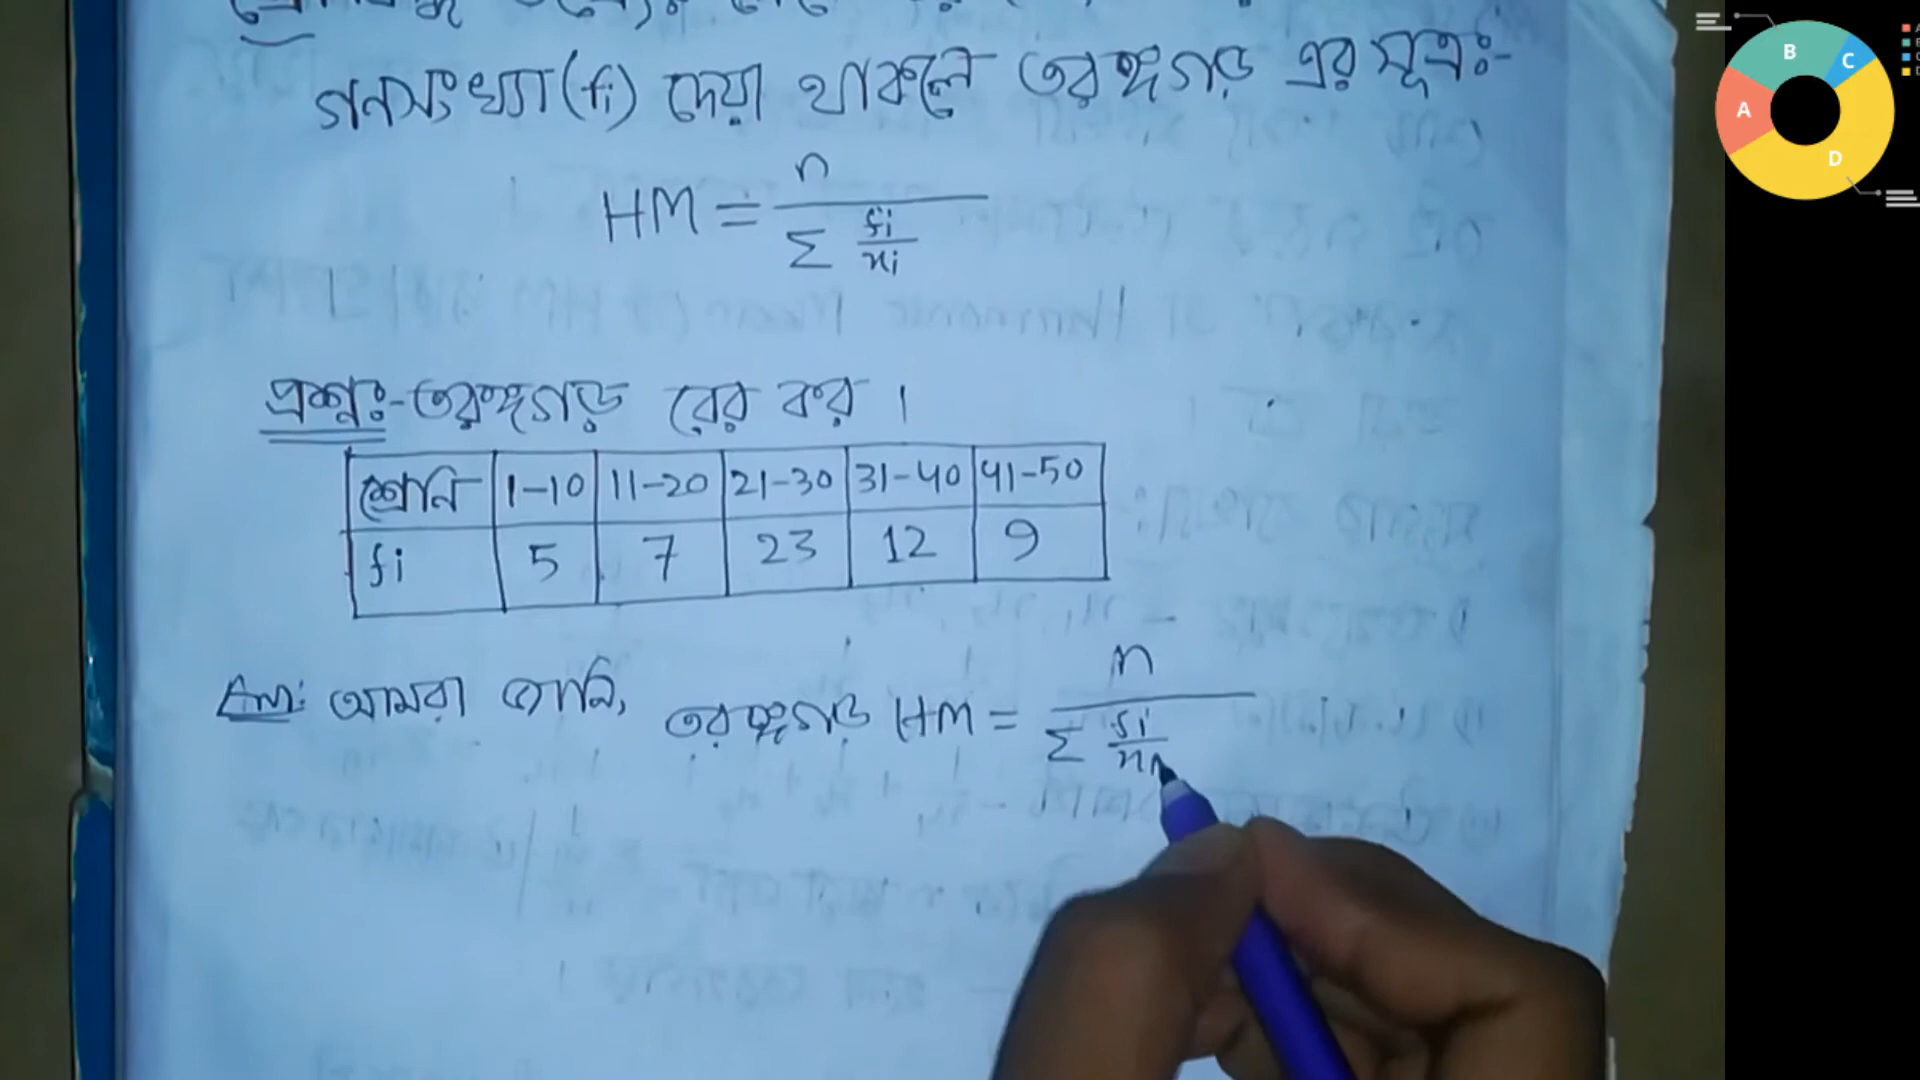 গনসংখ্যা (fi) দেয়া থাকলে তরঙ্গগড় এর সূত্রঃ-
HM = n / Σ fi/xi
প্রশ্নঃ- তরঙ্গগড় বের কর।
শ্রেনি 1-10 11-20 21-30 31-40 41-50
fi 5 7 23 12 9
Ans: আমরা জানি, তরঙ্গগড় HM = n / Σ fi/xi
A
B
C
D